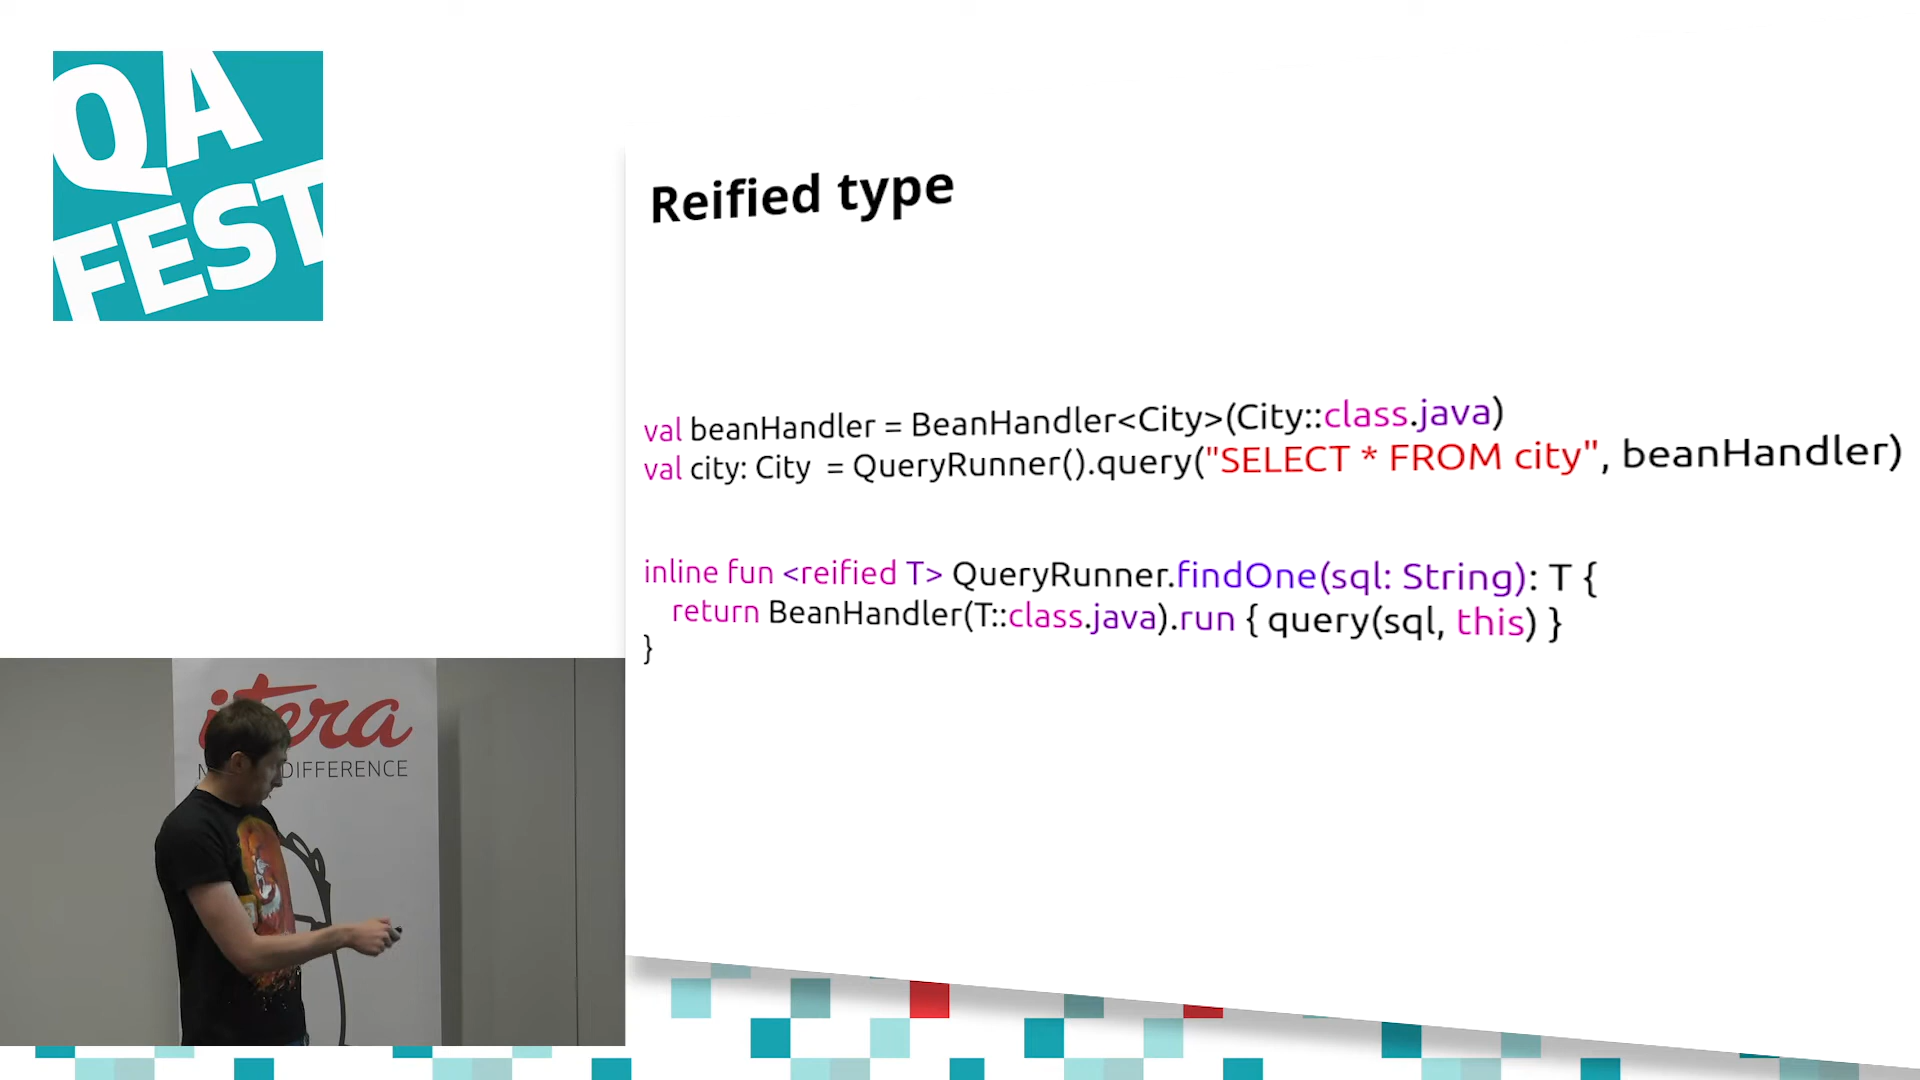 QA
FEST
Reified type
val beanHandler = BeanHandler<City>(City::class.java)
val city: City = QueryRunner().query("SELECT * FROM city", beanHandler)
inline fun <reified T> QueryRunner.findOne(sql: String): T {
return BeanHandler(T::class.java).run { query(sql, this) }
}
itera
DIFFERENCE